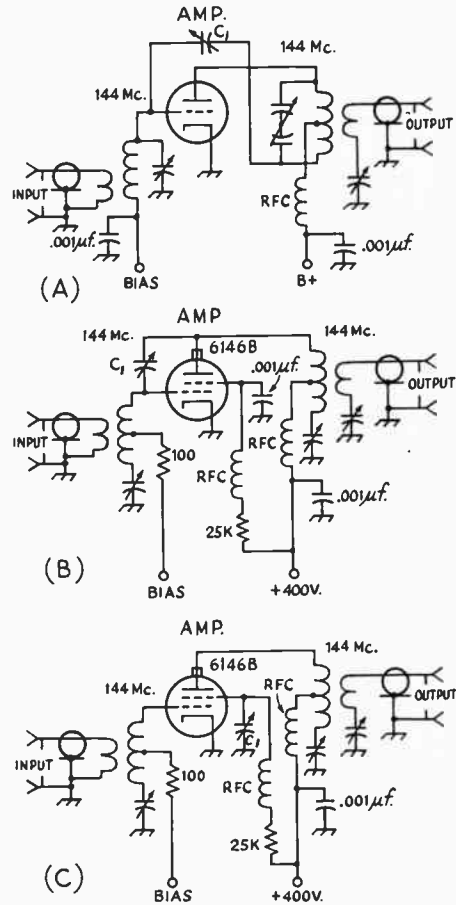 AMP.
C1
144 Mc.
144 Mc.
INPUT
OUTPUT
RFC
.001µf.
.001µf.
(A)
BIAS
B+
AMP
144 Mc.
6146B
144 Mc.
C1
.001µf.
INPUT
OUTPUT
100
RFC
RFC
.001µf.
25K
(B)
BIAS
+400V.
AMP.
6146B
144 Mc.
144 Mc.
RFC
OUTPUT
C1
INPUT
100
RFC
.001µf.
25K
(C)
BIAS
+400V.